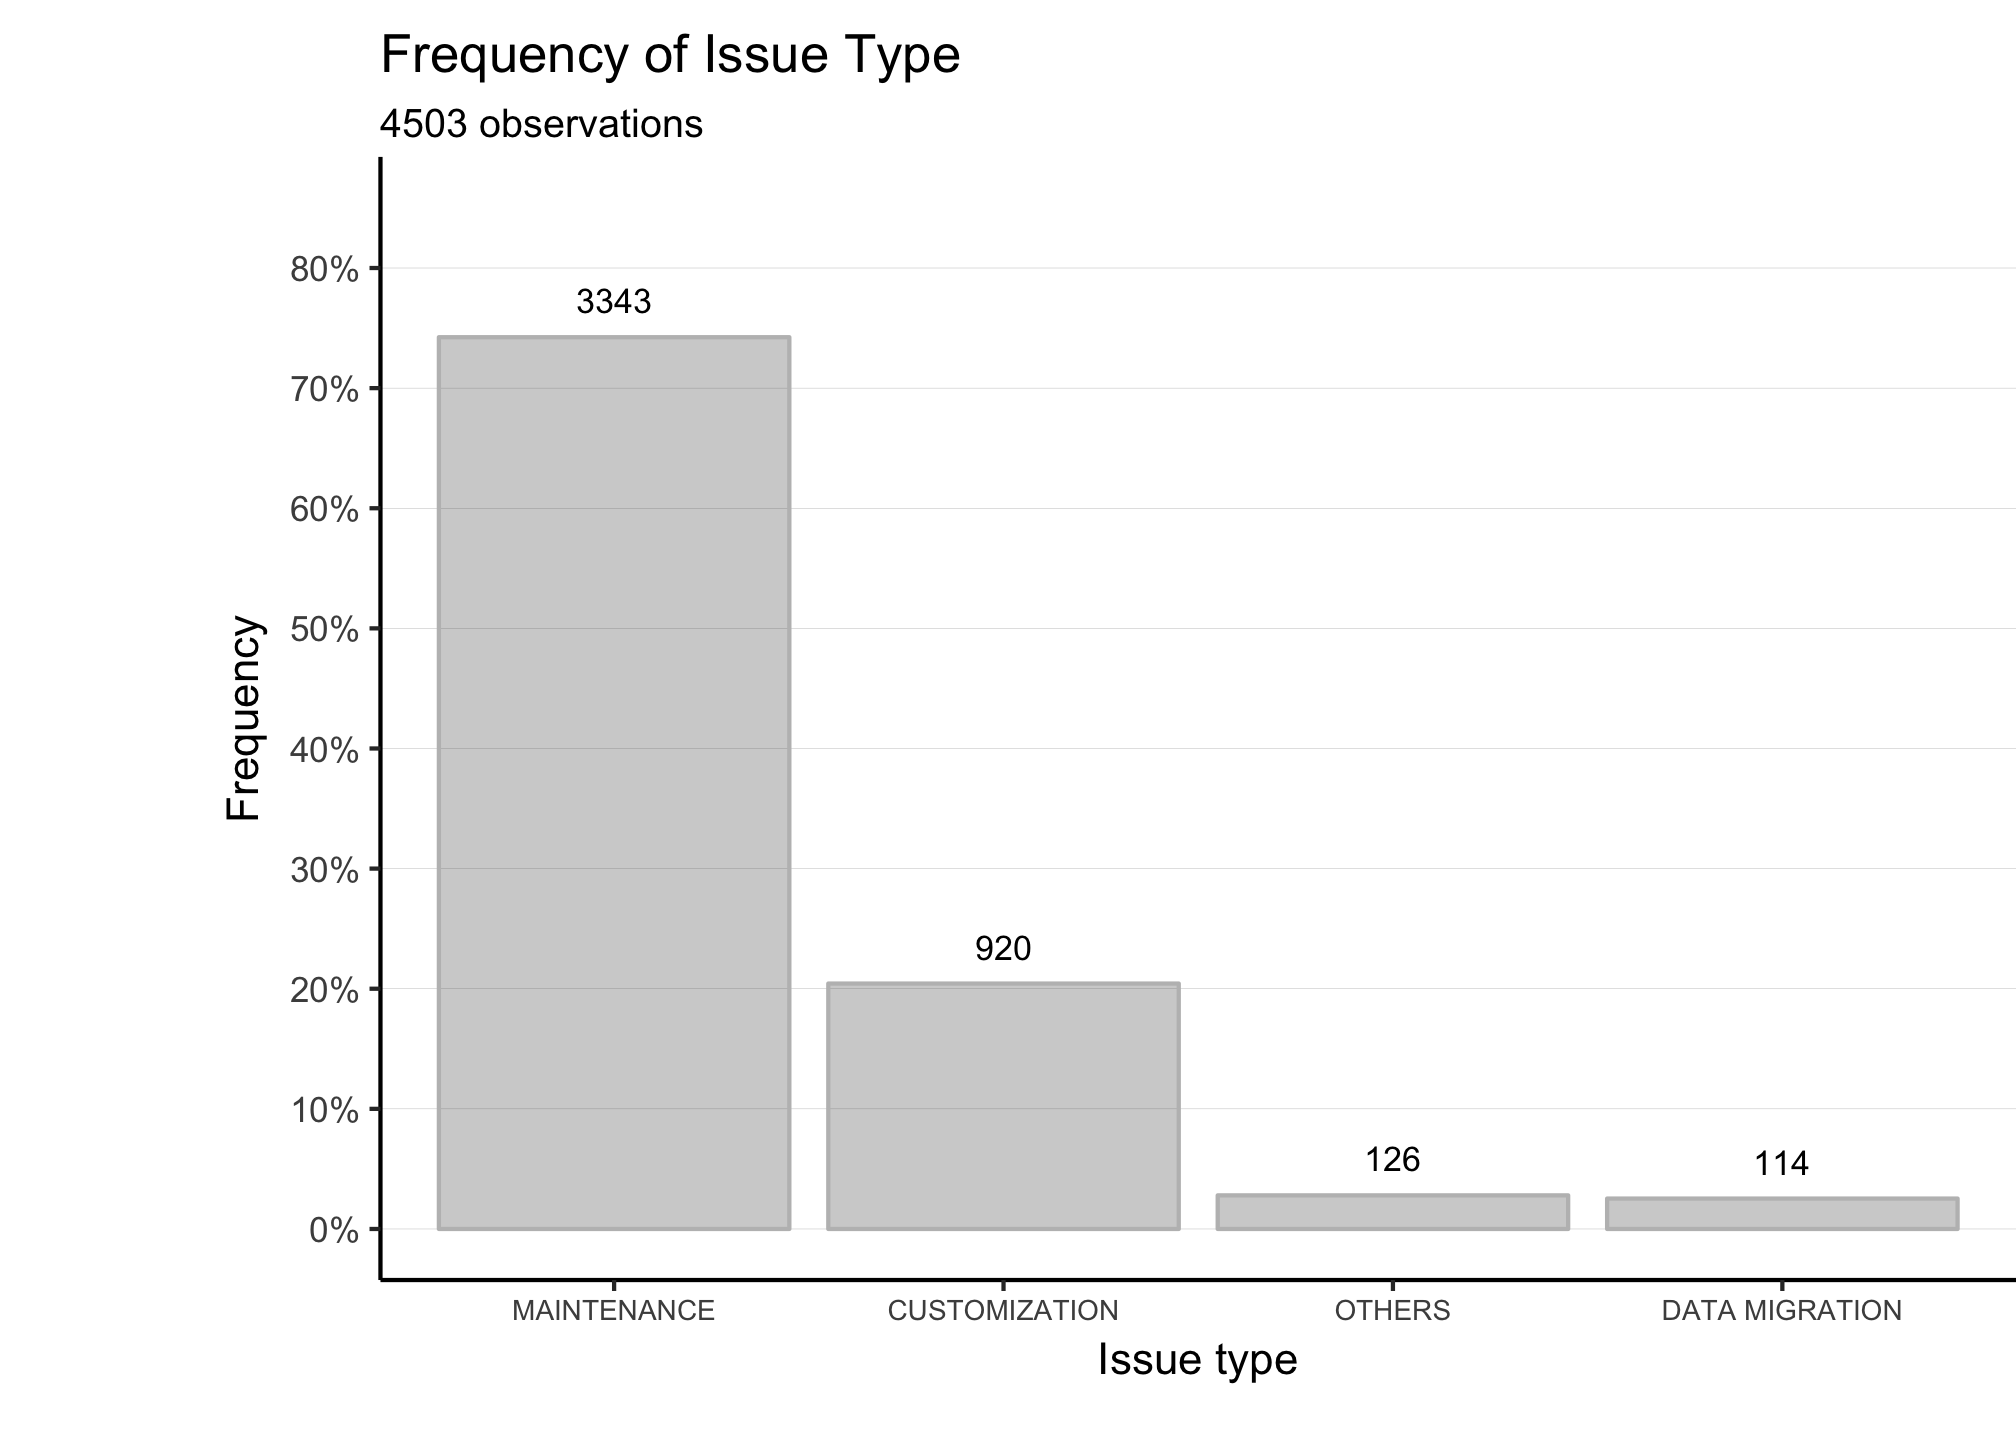 Frequency of Issue Type
4503 observations
Frequency
80%
70%
60%
50%
40%
30%
20%
10%
0%
3343
920
126
114
MAINTENANCE
CUSTOMIZATION
OTHERS
DATA MIGRATION
Issue type